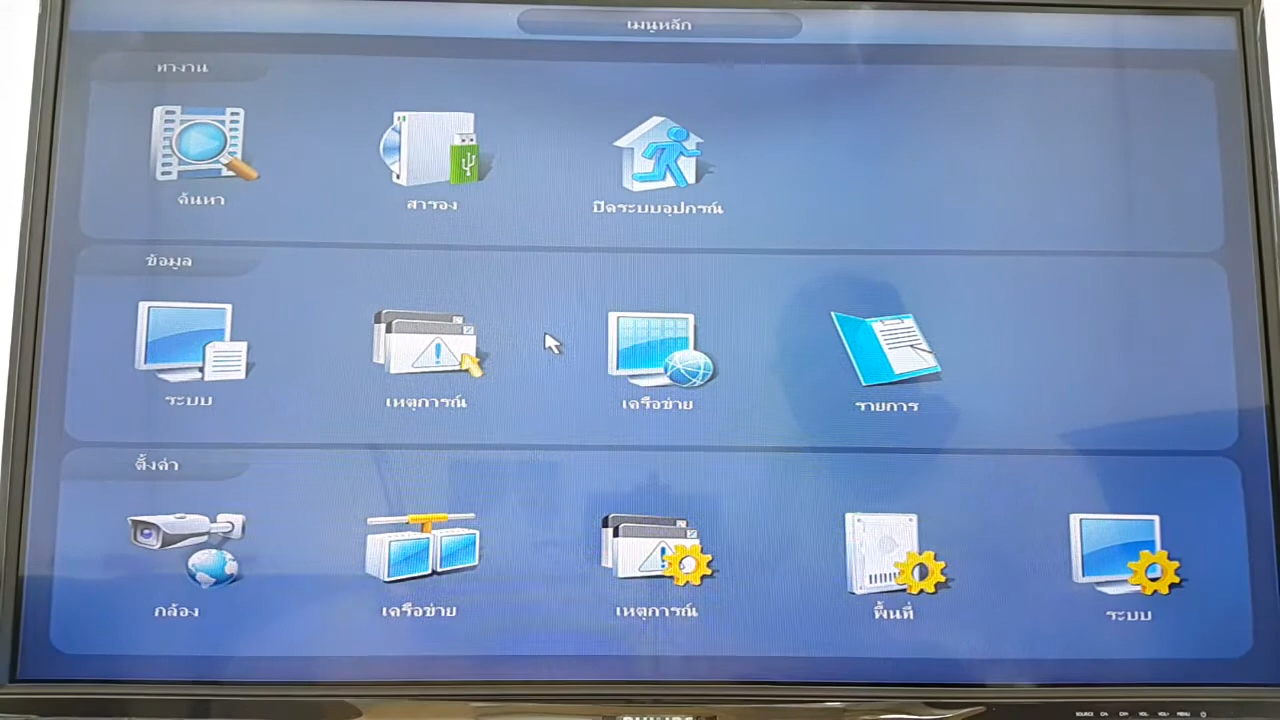 เมนูหลัก
ทำงาน
ค้นหา
สำรอง
ปิดระบบอุปกรณ์
ข้อมูล
ระบบ
เหตุการณ์
เครือข่าย
รายการ
ตั้งค่า
กล้อง
เครือข่าย
เหตุการณ์
พื้นที่
ระบบ